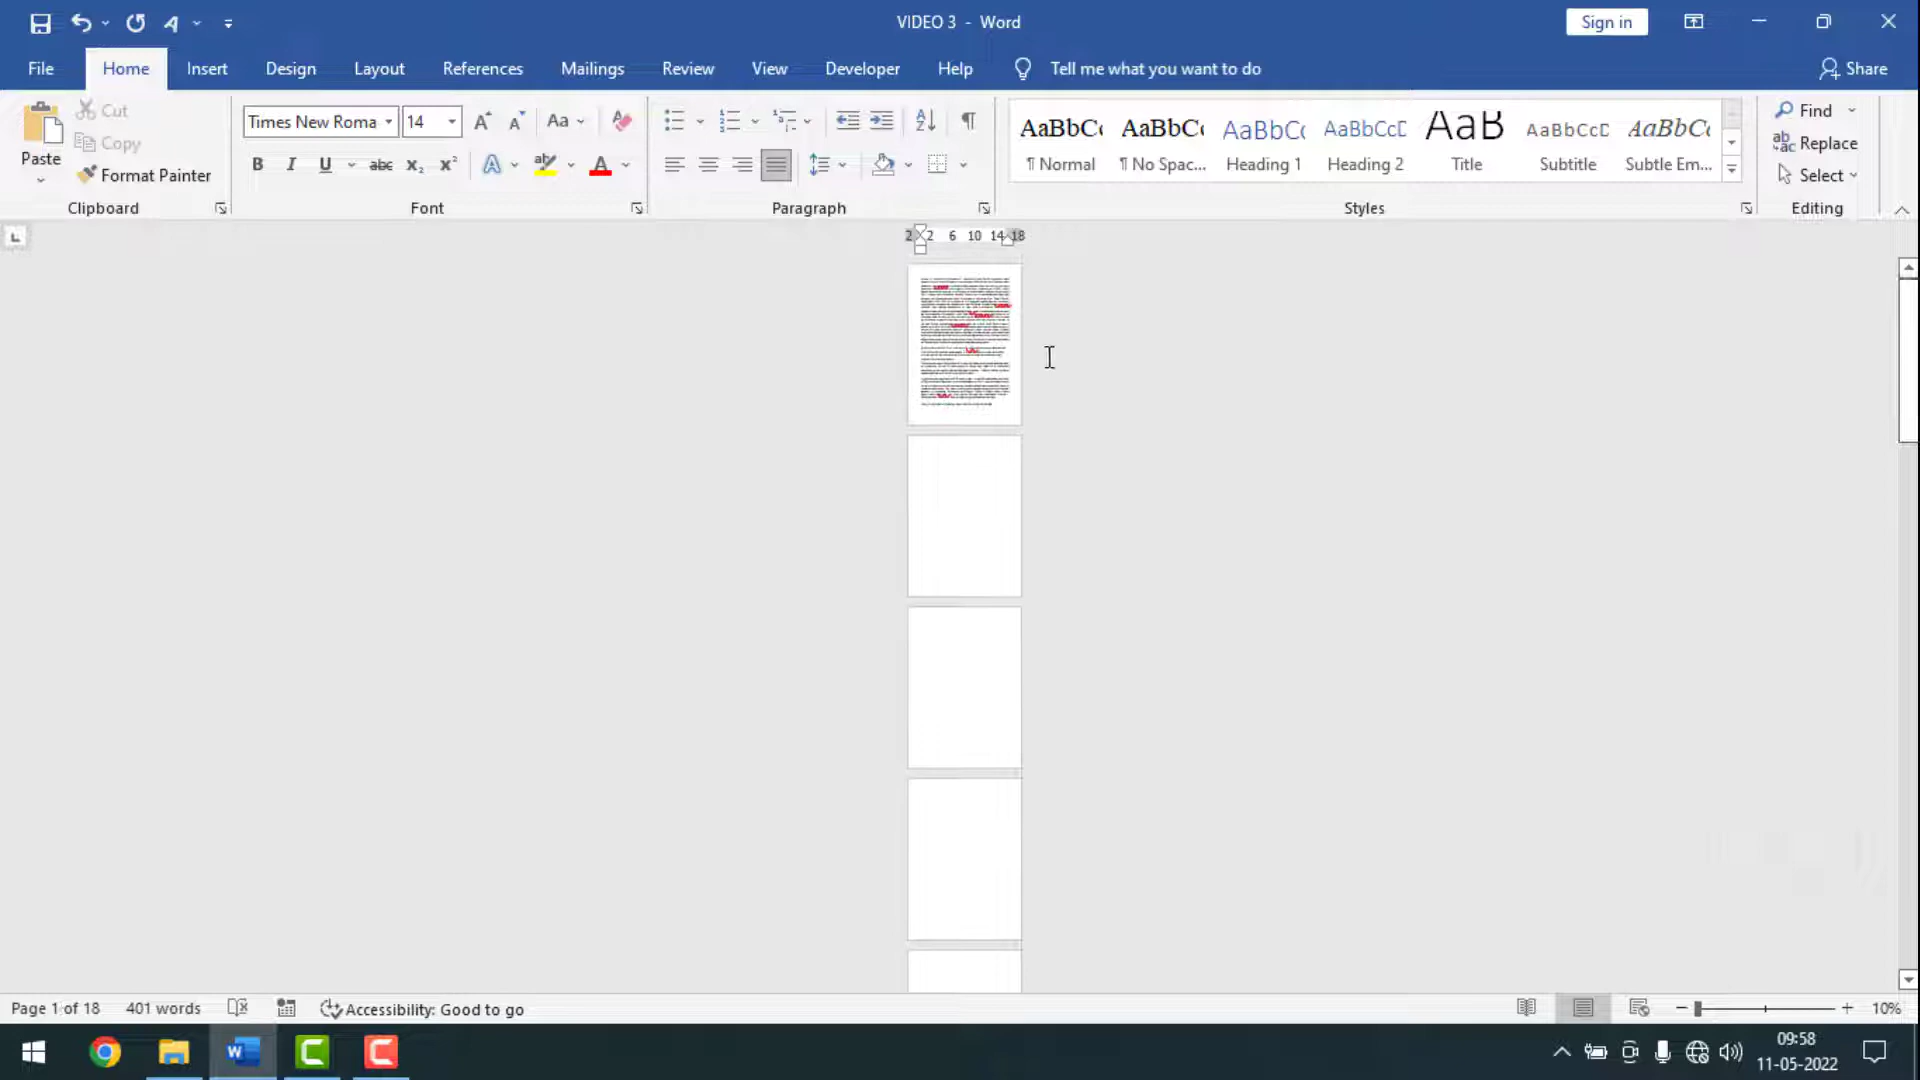 VIDEO 3 - Word
Sign in
File Home Insert Design Layout References Mailings Review View Developer Help Tell me what you want to do Share
Paste
Cut
Copy
Format Painter
Clipboard
Times New Roma 14
Aa
B I U abc x₂ x² A A
Font
Paragraph
AaBbCc AaBbCc AaBbCc AaBbCcD AaB AaBbCcD AaBbCc
¶ Normal ¶ No Spac... Heading 1 Heading 2 Title Subtitle Subtle Em...
Styles
Find
Replace
Select
Editing
2 2 6 10 14 18
Page 1 of 18 401 words Accessibility: Good to go 10%
09:58
11-05-2022